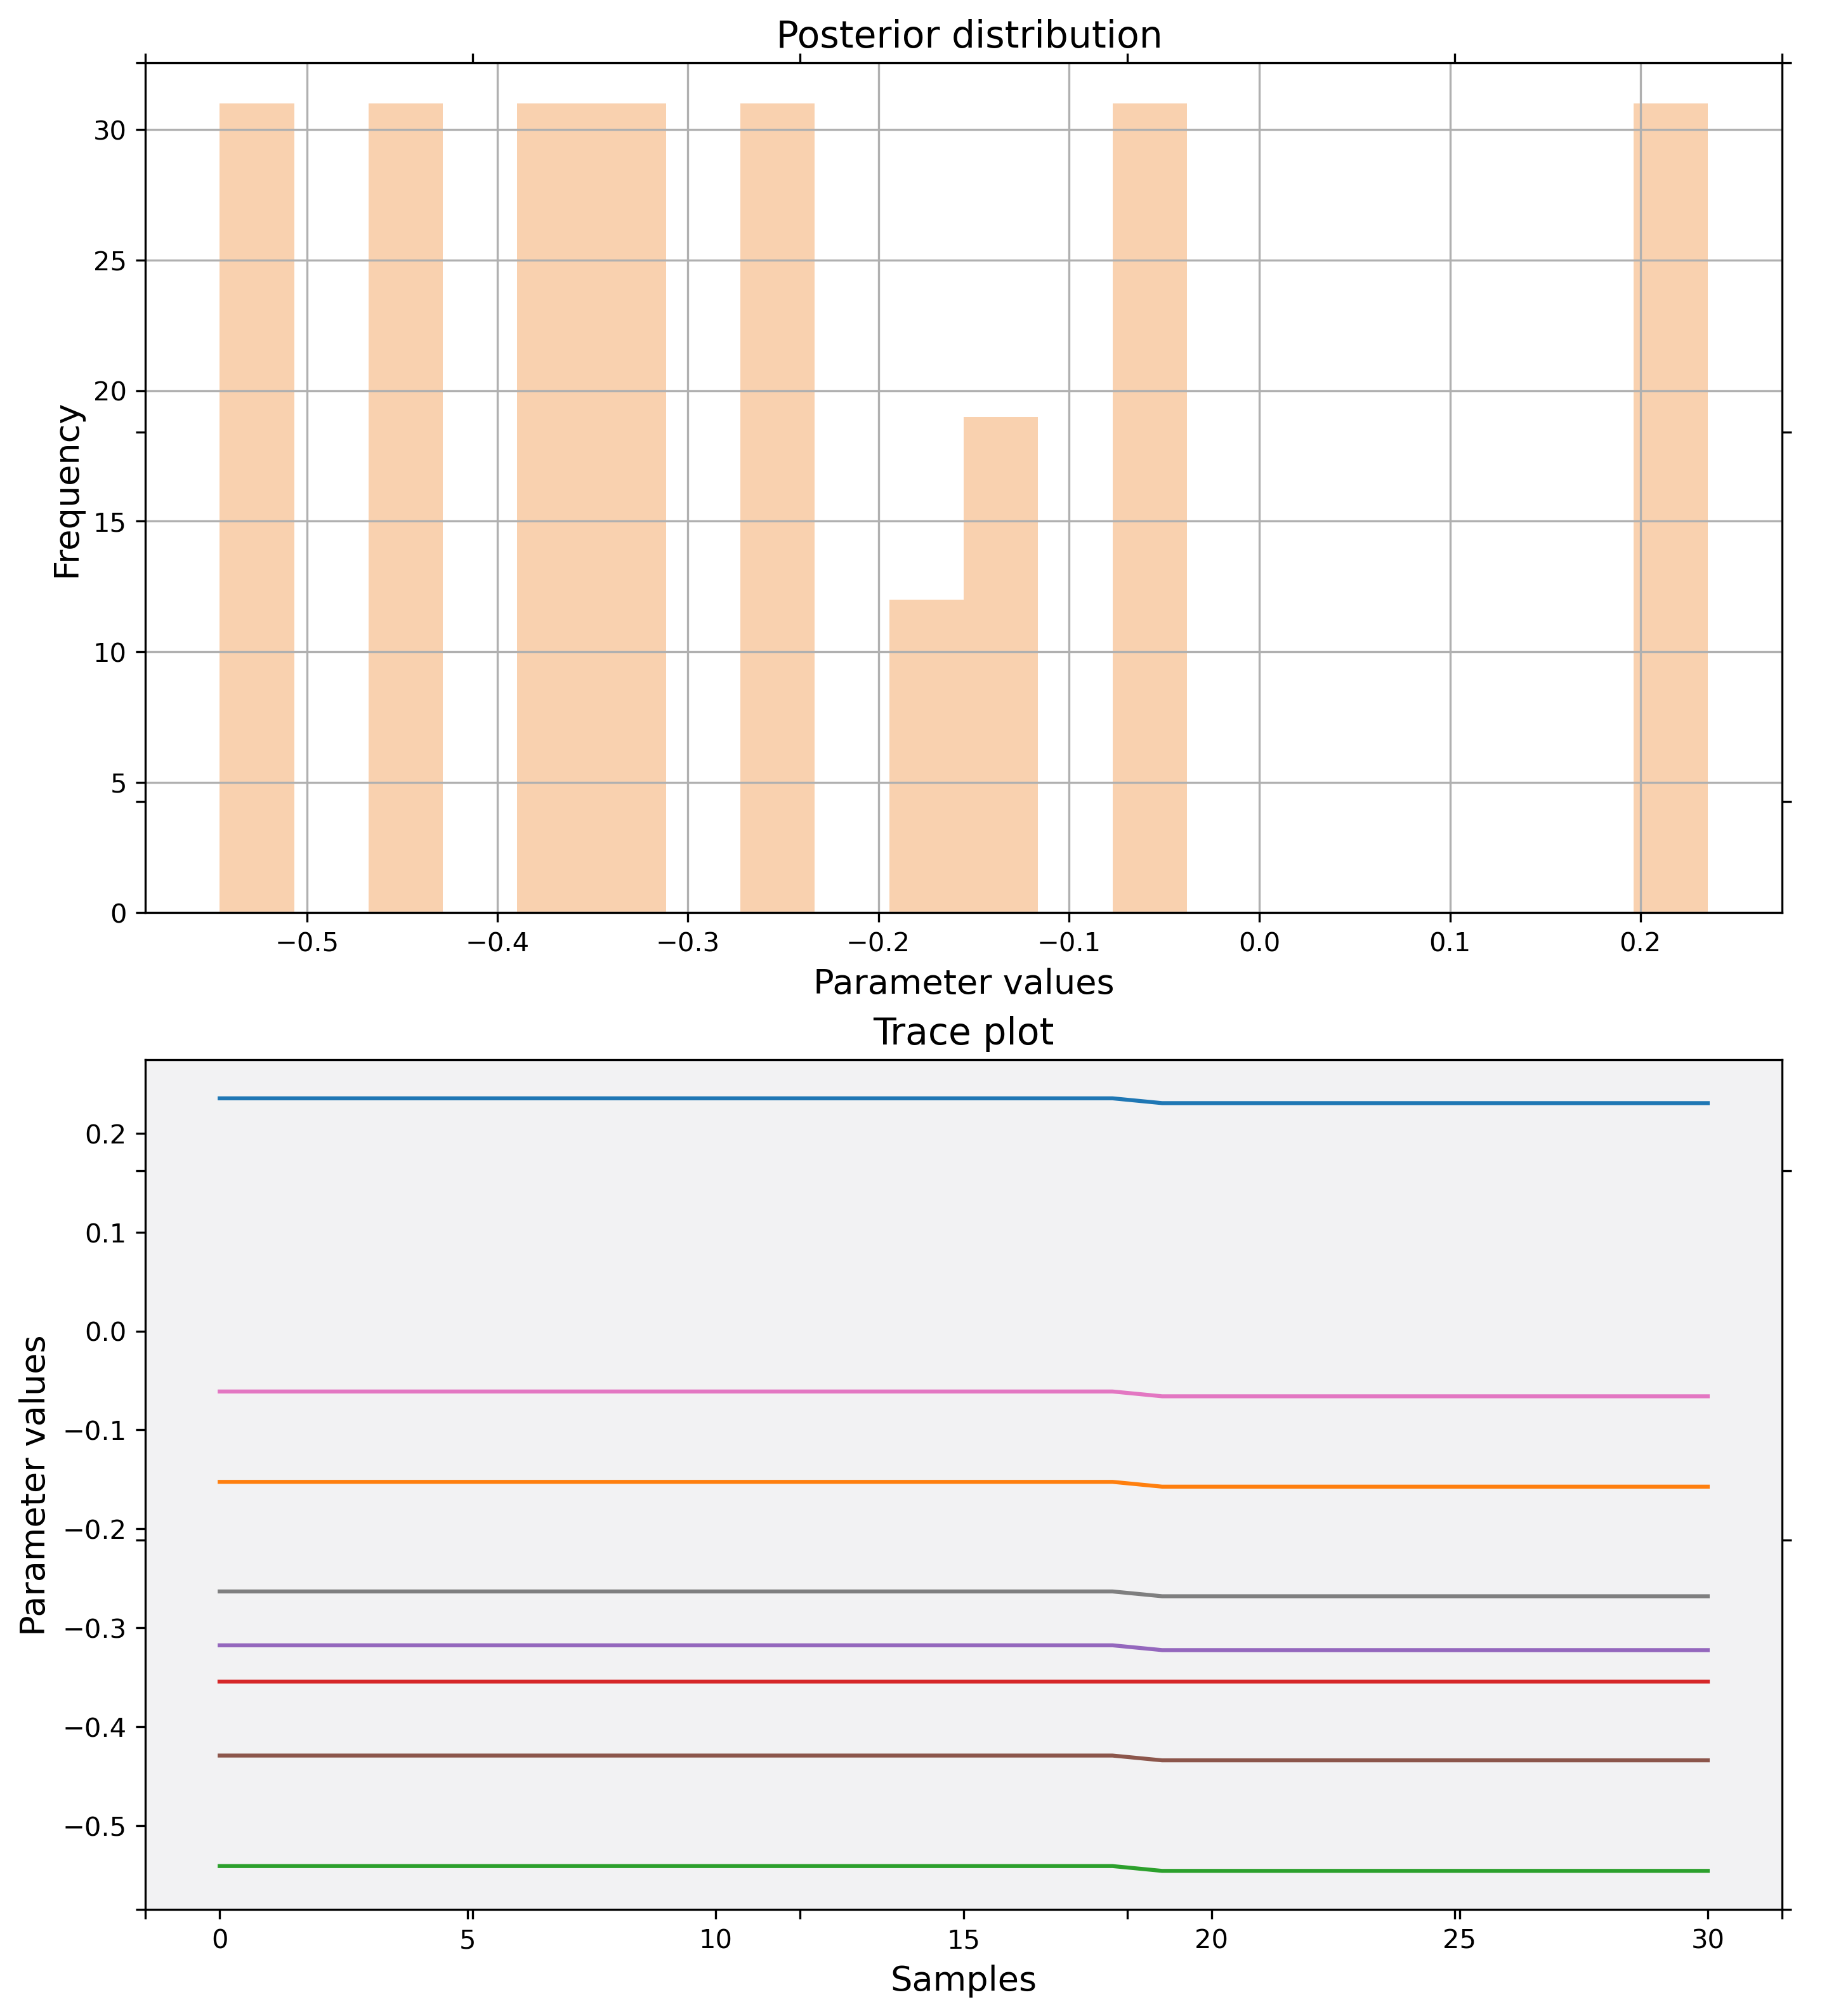 Posterior distribution
30
25
20
15
10
5
0
Frequency
−0.5 −0.4 −0.3 −0.2 −0.1 0.0 0.1 0.2
Parameter values
Trace plot
0.2
0.1
0.0
−0.1
−0.2
−0.3
−0.4
−0.5
Parameter values
0 5 10 15 20 25 30
Samples